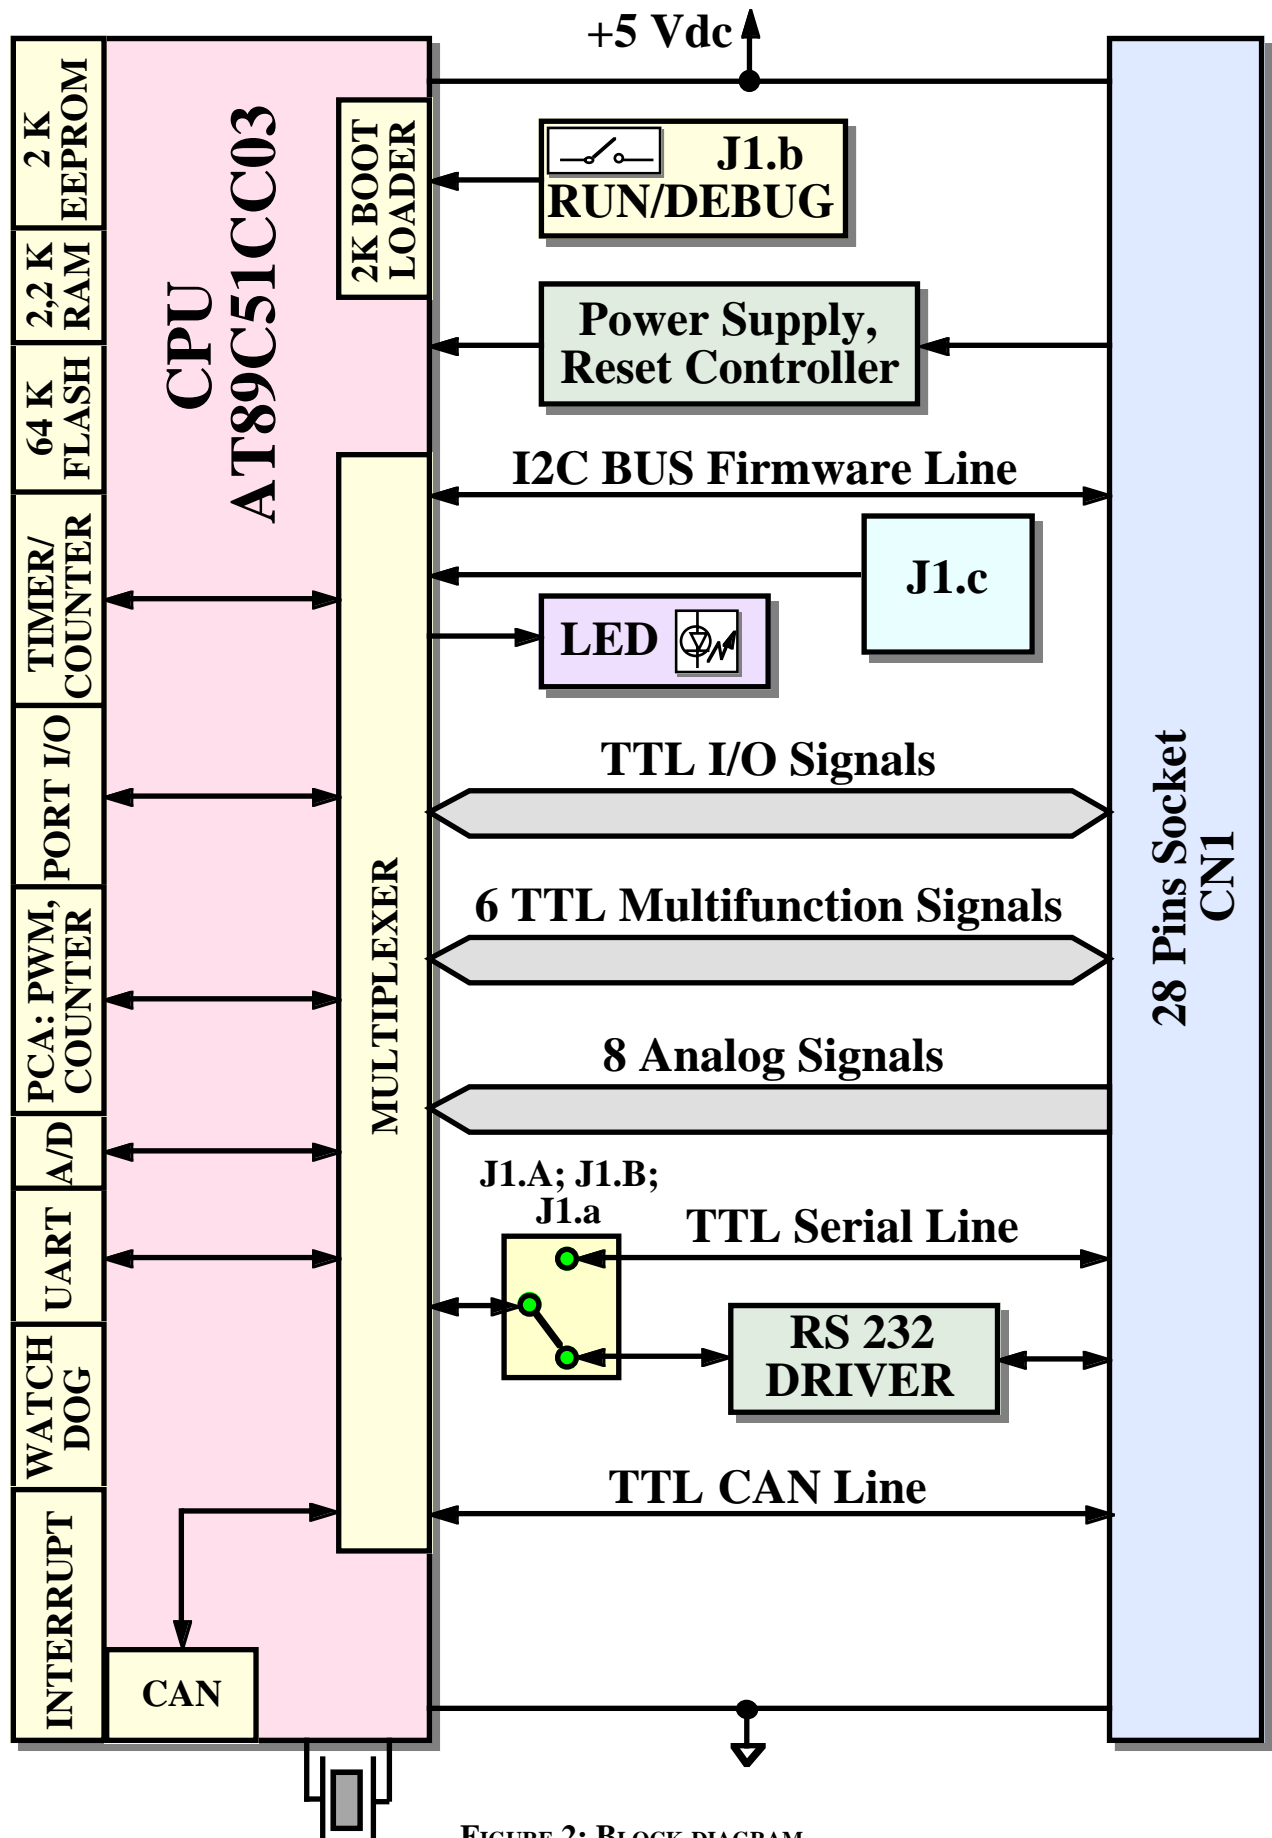 +5 Vdc
2 K
EEPROM
2,2 K
RAM
64 K
FLASH
TIMER/
COUNTER
PORT I/O
PCA: PWM,
COUNTER
A/D
UART
WATCH
DOG
INTERRUPT
CPU
AT89C51CC03
2K BOOT
LOADER
MULTIPLEXER
CAN
J1.b
RUN/DEBUG
Power Supply,
Reset Controller
I2C BUS Firmware Line
J1.c
LED
TTL I/O Signals
6 TTL Multifunction Signals
8 Analog Signals
J1.A; J1.B;
J1.a
TTL Serial Line
RS 232
DRIVER
TTL CAN Line
28 Pins Socket
CN1
FIGURE 2: BLOCK DIAGRAM